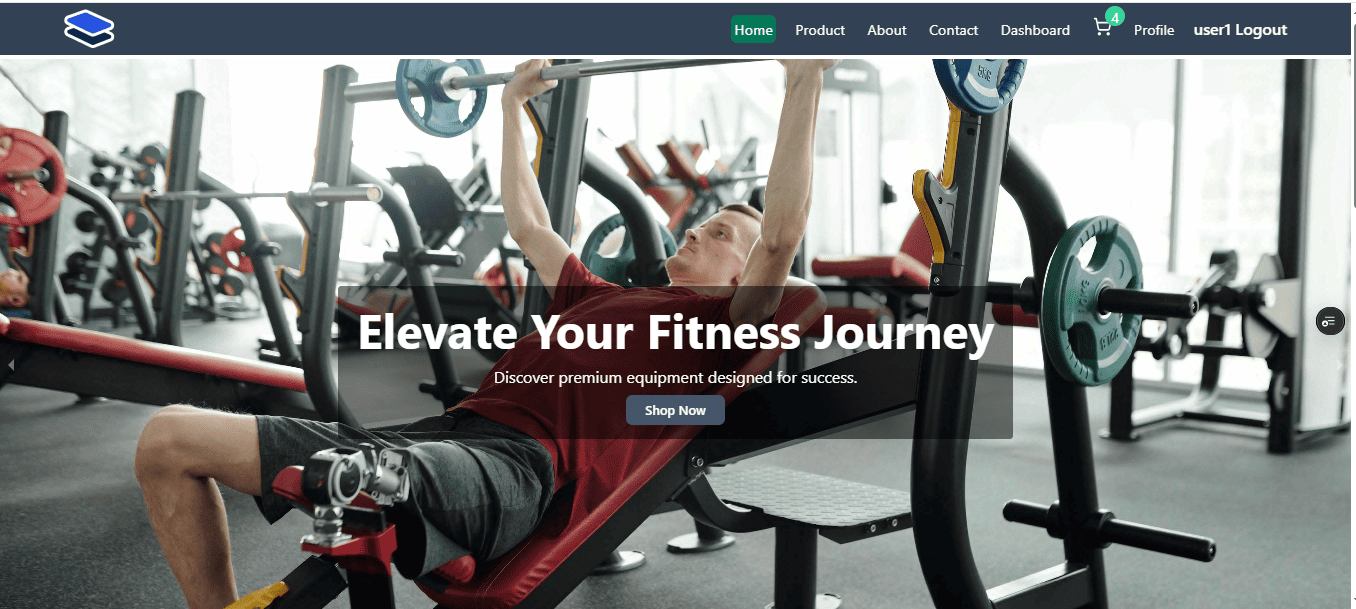 Home Product About Contact Dashboard 4 Profile user1 Logout
5KG
Elevate Your Fitness Journey
Discover premium equipment designed for success.
Shop Now